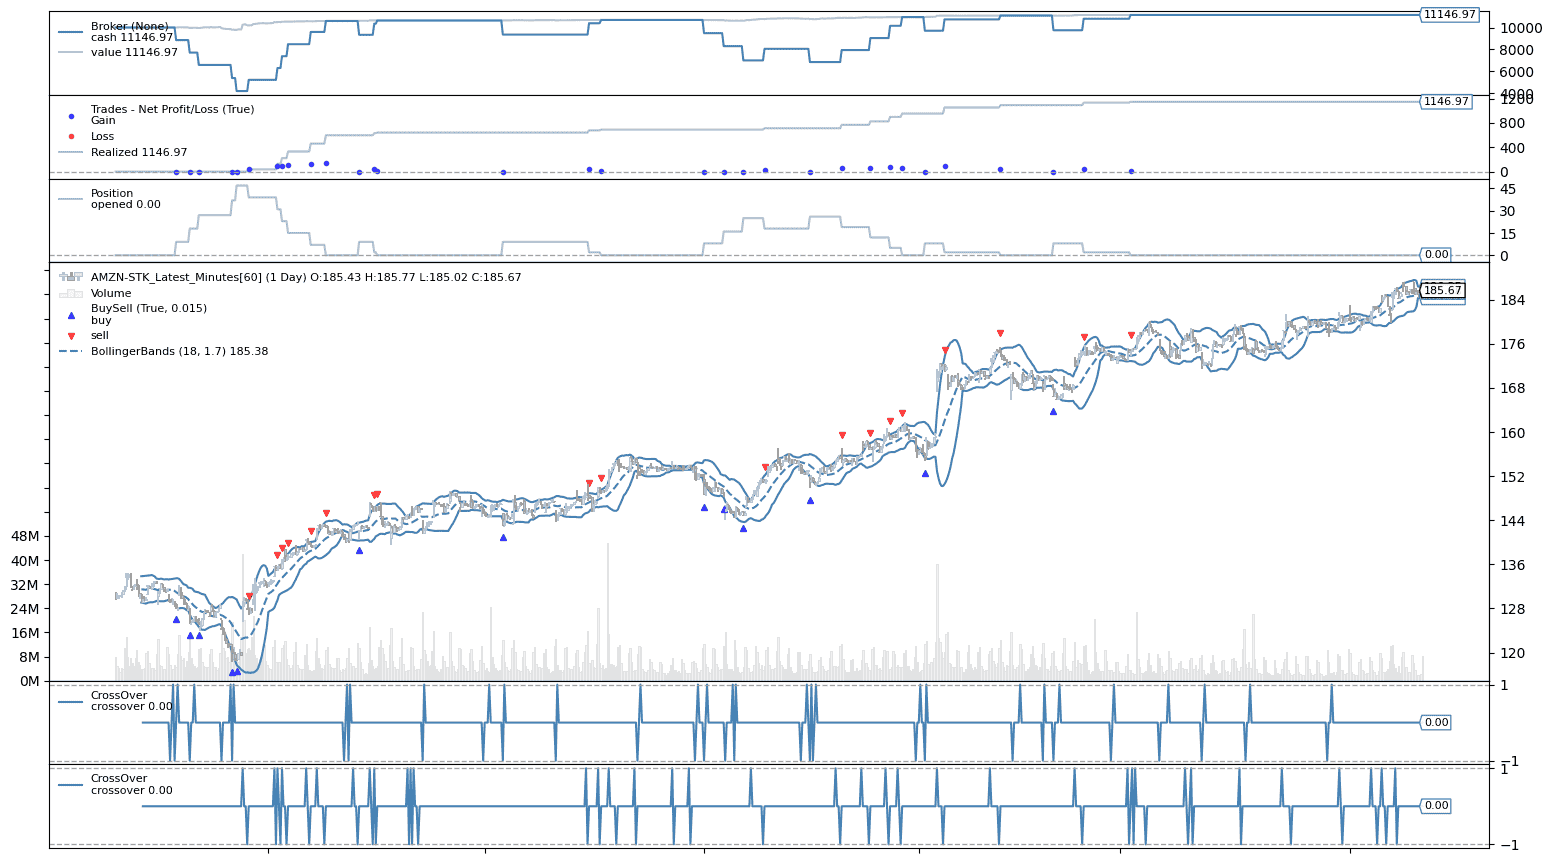 Broker (None)
cash 11146.97
value 11146.97
11146.97
10000
8000
6000
4000
Trades - Net Profit/Loss (True)
Gain
Loss
Realized 1146.97
1146.97
1200
800
400
0
Position
opened 0.00
45
30
15
0
0.00
AMZN-STK_Latest_Minutes[60] (1 Day) O:185.43 H:185.77 L:185.02 C:185.67
Volume
BuySell (True, 0.015)
buy
sell
BollingerBands (18, 1.7) 185.38
185.67
184
176
168
160
152
144
136
128
120
48M
40M
32M
24M
16M
8M
0M
CrossOver
crossover 0.00
1
0.00
−1
CrossOver
crossover 0.00
1
0.00
−1